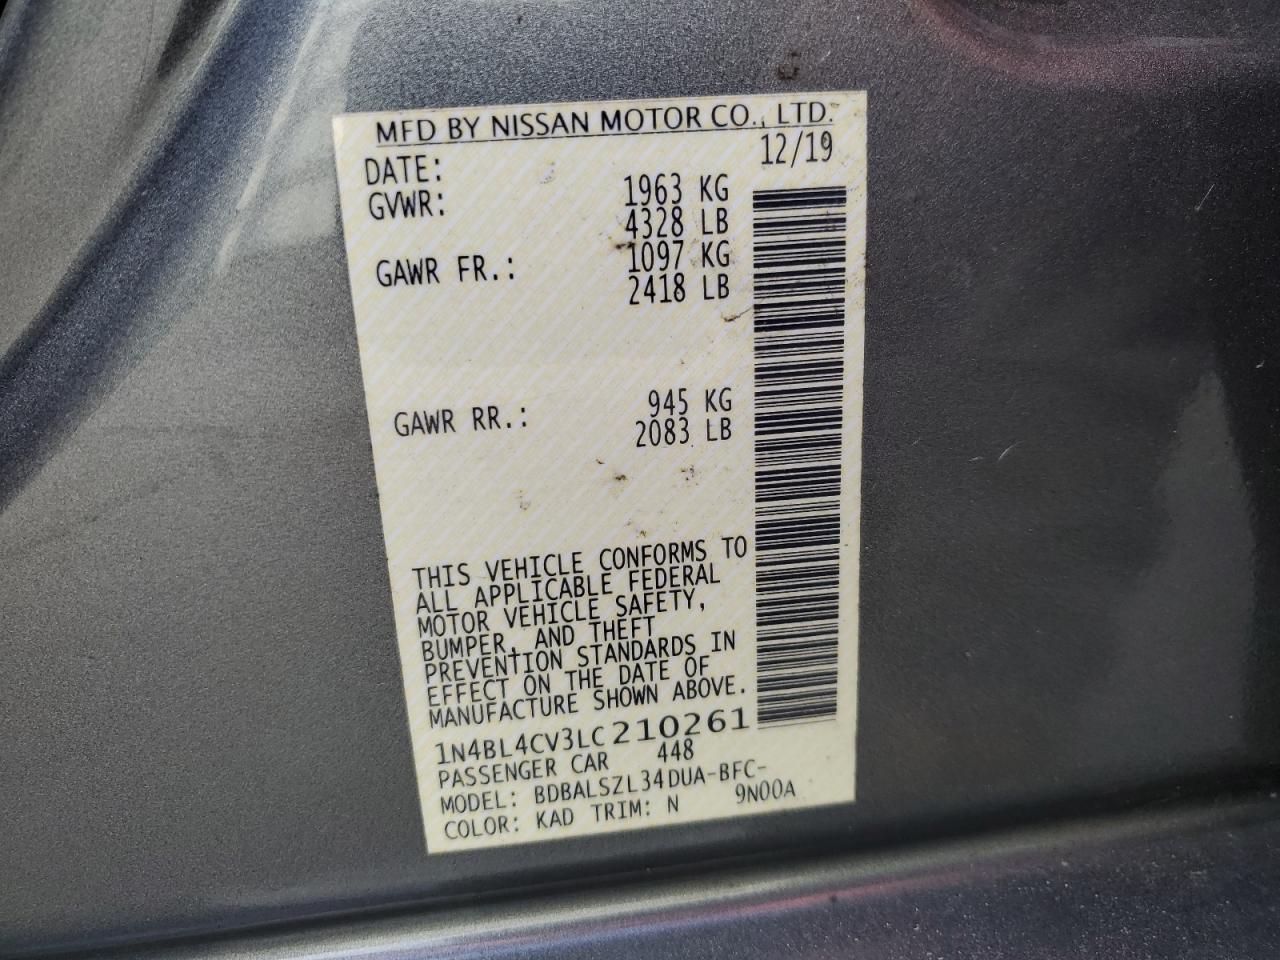 MFD BY NISSAN MOTOR CO., LTD.
DATE: 12/19
GVWR: 1963 KG
4328 LB
GAWR FR.: 1097 KG
2418 LB
GAWR RR.: 945 KG
2083 LB
THIS VEHICLE CONFORMS TO
ALL APPLICABLE FEDERAL
MOTOR VEHICLE SAFETY,
BUMPER, AND THEFT
PREVENTION STANDARDS IN
EFFECT ON THE DATE OF
MANUFACTURE SHOWN ABOVE.
1N4BL4CV3LC210261
PASSENGER CAR 448
MODEL: BDBALSZL34DUA-BFC-
COLOR: KAD TRIM: N 9N00A